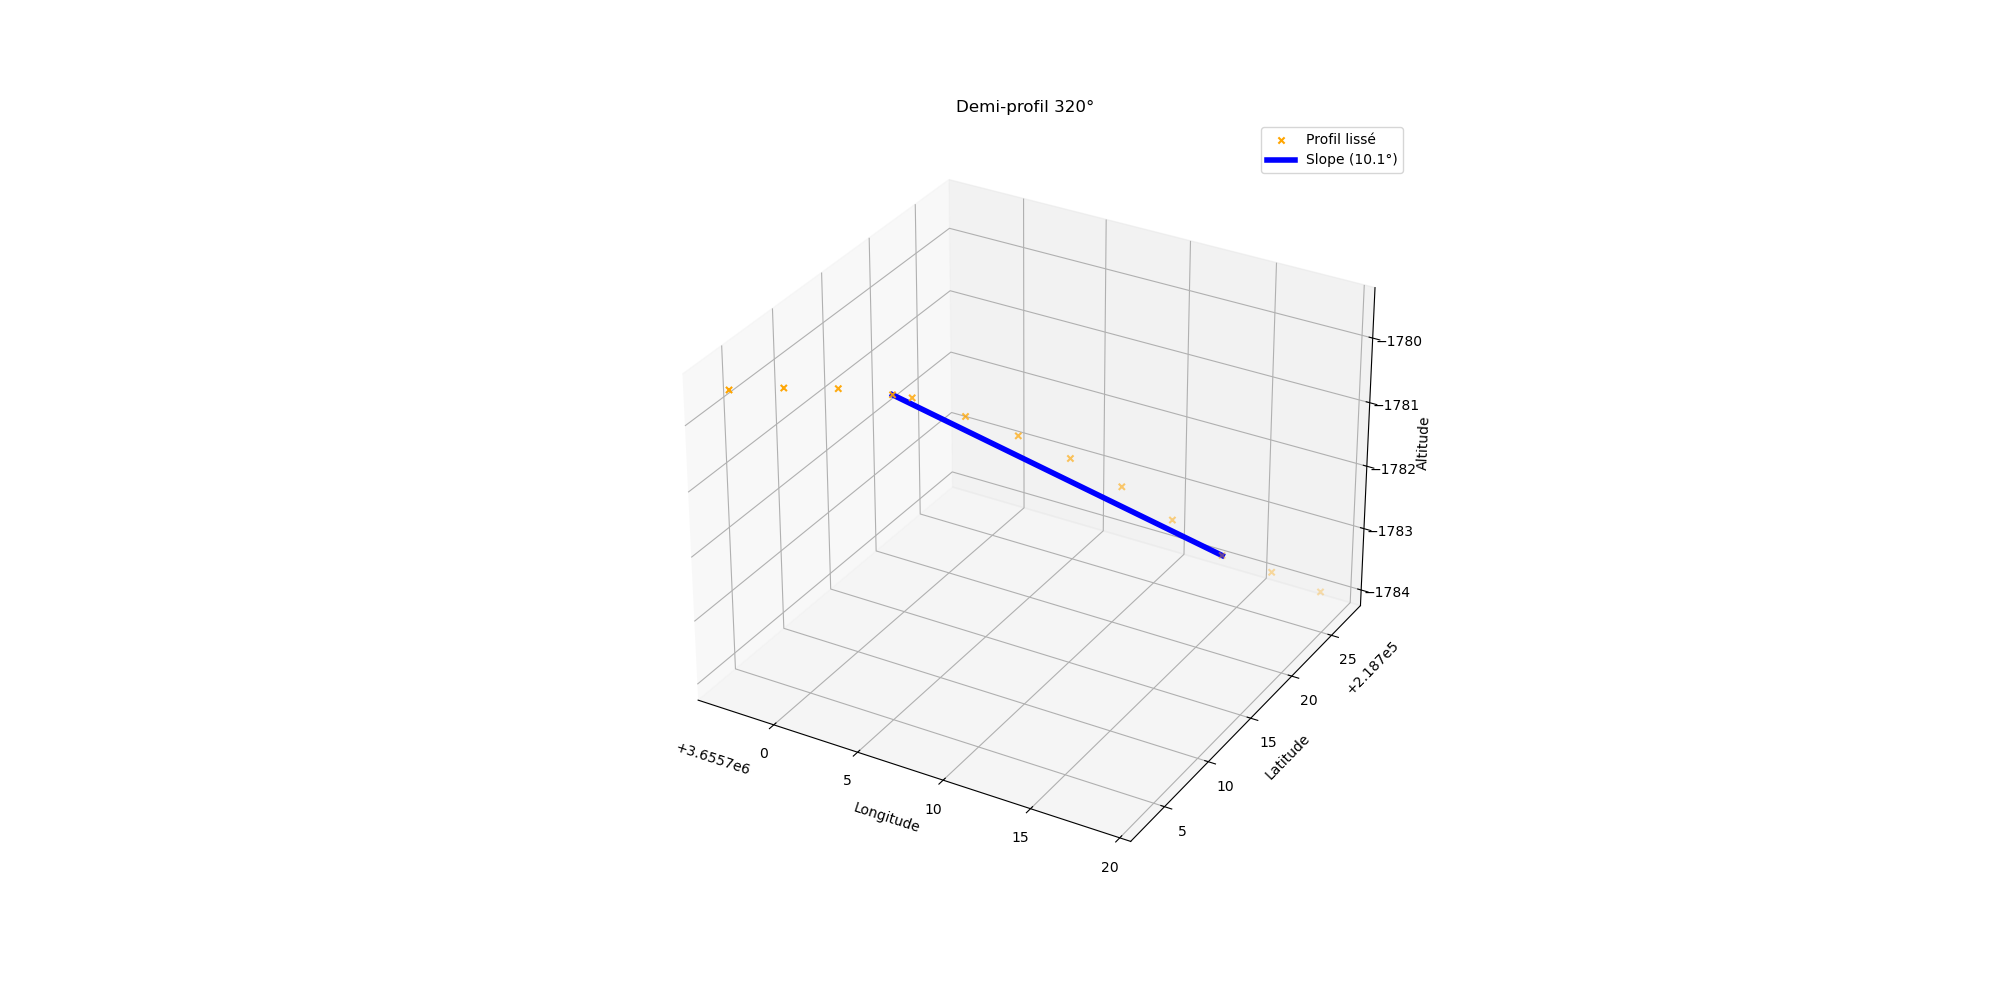 Demi-profil 320°
Profil lissé
Slope (10.1°)
−1780
−1781
−1782
−1783
−1784
Altitude
25
20
15
10
5
+2.187e5
Latitude
0
5
10
15
20
+3.6557e6
Longitude